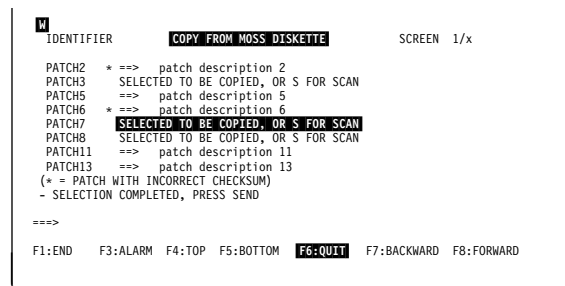 W
IDENTIFIER COPY FROM MOSS DISKETTE SCREEN 1/x
PATCH2 * ==> patch description 2
PATCH3 SELECTED TO BE COPIED, OR S FOR SCAN
PATCH5 ==> patch description 5
PATCH6 * ==> patch description 6
PATCH7 SELECTED TO BE COPIED, OR S FOR SCAN
PATCH8 SELECTED TO BE COPIED, OR S FOR SCAN
PATCH11 ==> patch description 11
PATCH13 ==> patch description 13
(* = PATCH WITH INCORRECT CHECKSUM)
- SELECTION COMPLETED, PRESS SEND
===>
F1:END F3:ALARM F4:TOP F5:BOTTOM F6:QUIT F7:BACKWARD F8:FORWARD